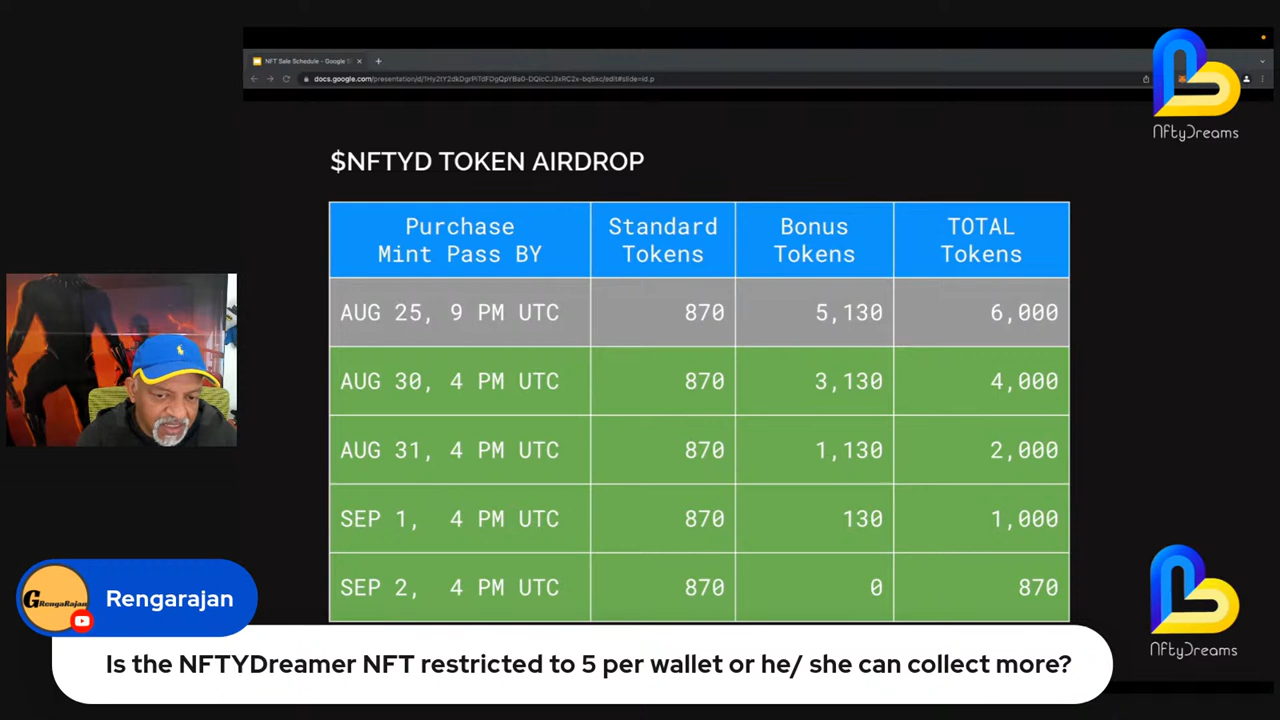 NFT Sale Schedule - Google S
NftyDreams
$NFTYD TOKEN AIRDROP
Purchase Mint Pass BY | Standard Tokens | Bonus Tokens | TOTAL Tokens
AUG 25, 9 PM UTC 870 5,130 6,000
AUG 30, 4 PM UTC 870 3,130 4,000
AUG 31, 4 PM UTC 870 1,130 2,000
SEP 1, 4 PM UTC 870 130 1,000
SEP 2, 4 PM UTC 870 0 870
NftyDreams
GRengaRajan
Rengarajan
Is the NFTYDreamer NFT restricted to 5 per wallet or he/ she can collect more?